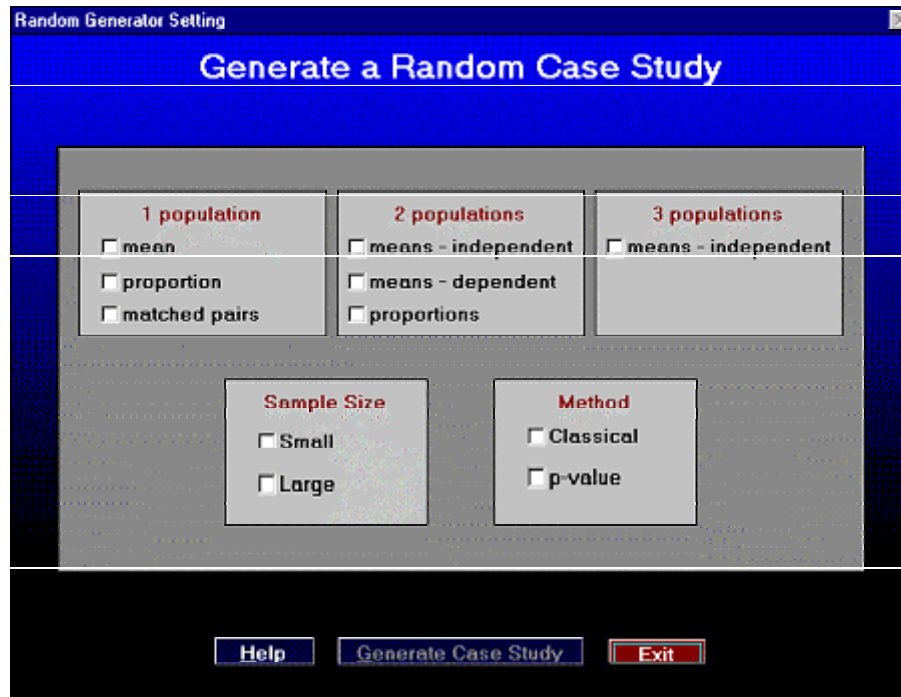 Random Generator Setting
Generate a Random Case Study
1 population
mean
proportion
matched pairs
2 populations
means - independent
means - dependent
proportions
3 populations
means - independent
Sample Size
Small
Large
Method
Classical
p-value
Help
Generate Case Study
Exit